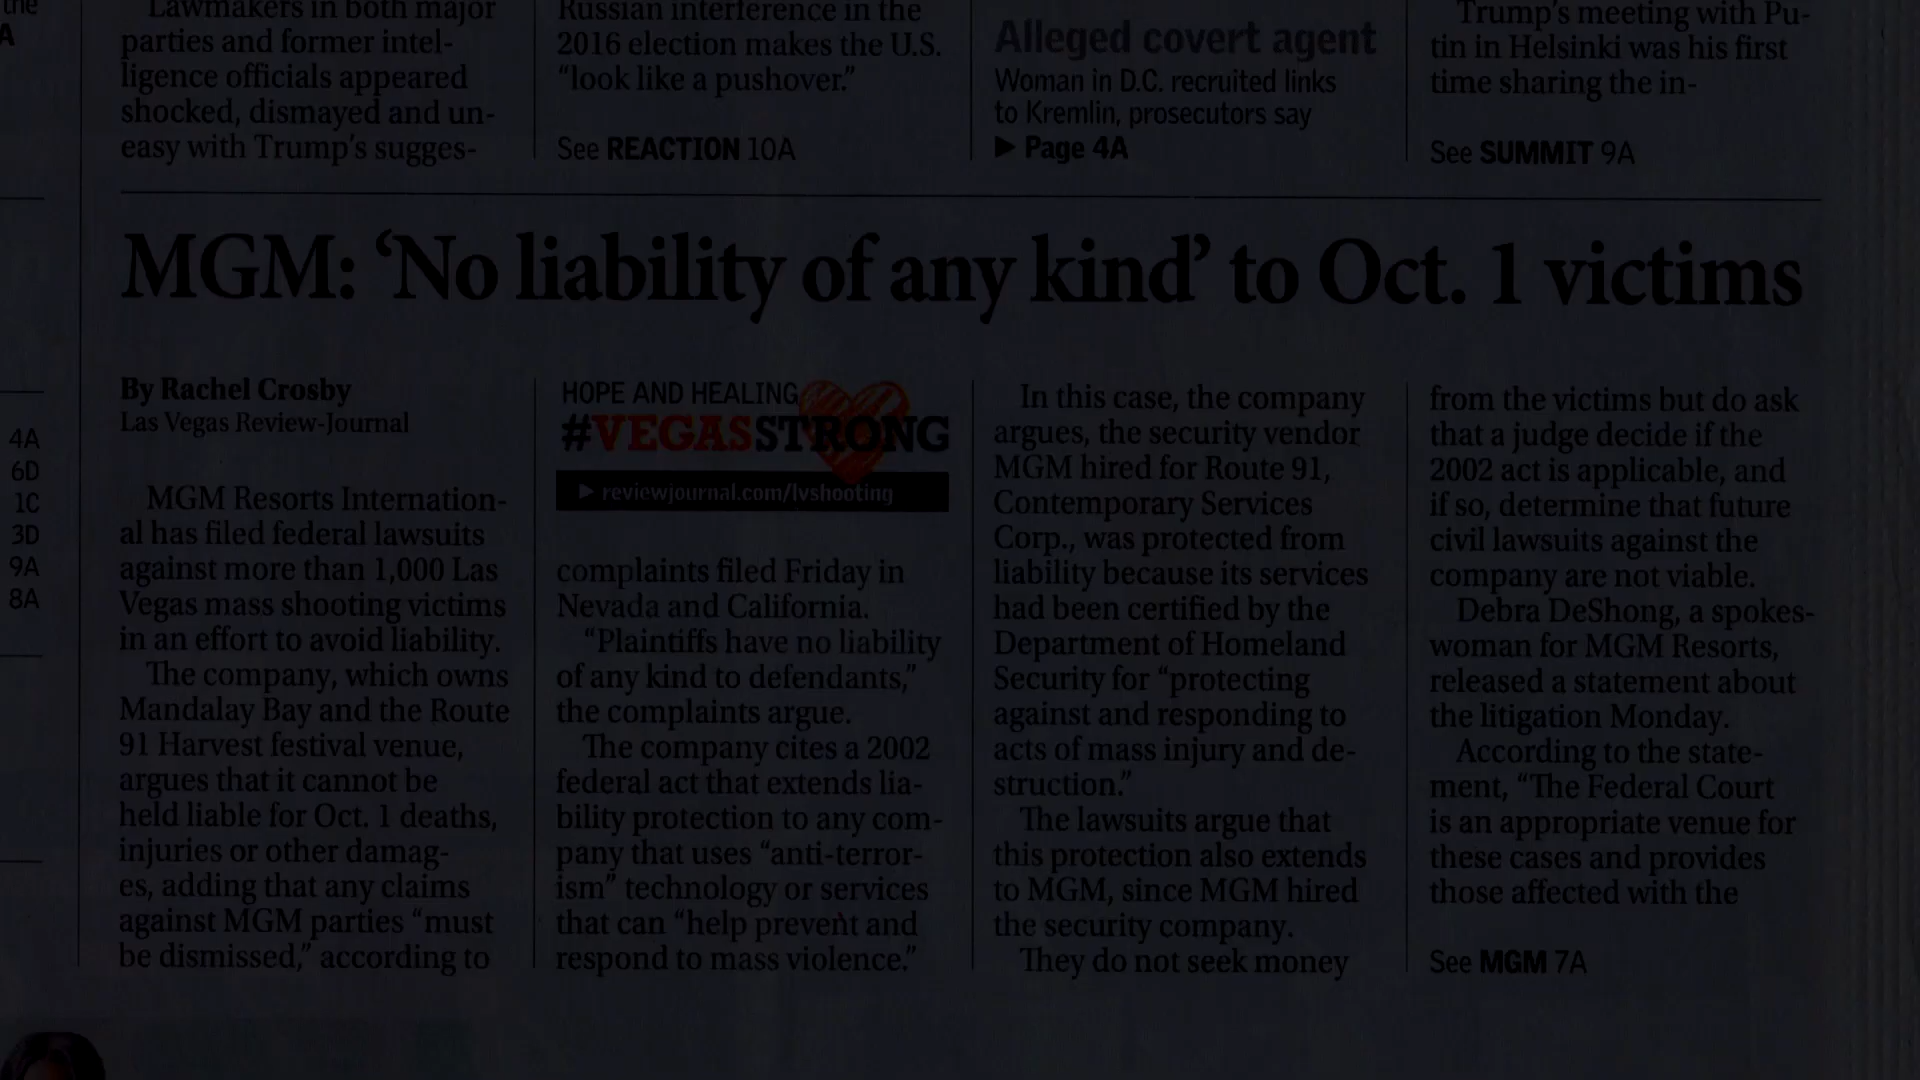 the
A
4A
6D
1C
3D
9A
8A
Lawmakers in both major
parties and former intel-
ligence officials appeared
shocked, dismayed and un-
easy with Trump's sugges-
Russian interference in the
2016 election makes the U.S.
“look like a pushover.”
See REACTION 10A
Alleged covert agent
Woman in D.C. recruited links
to Kremlin, prosecutors say
▶ Page 4A
Trump's meeting with Pu-
tin in Helsinki was his first
time sharing the in-
See SUMMIT 9A
MGM: ‘No liability of any kind’ to Oct. 1 victims
By Rachel Crosby
Las Vegas Review-Journal
MGM Resorts Internation-
al has filed federal lawsuits
against more than 1,000 Las
Vegas mass shooting victims
in an effort to avoid liability.
The company, which owns
Mandalay Bay and the Route
91 Harvest festival venue,
argues that it cannot be
held liable for Oct. 1 deaths,
injuries or other damag-
es, adding that any claims
against MGM parties “must
be dismissed,” according to
HOPE AND HEALING
#VEGASSTRONG
▶ reviewjournal.com/lvshooting
complaints filed Friday in
Nevada and California.
“Plaintiffs have no liability
of any kind to defendants,”
the complaints argue.
The company cites a 2002
federal act that extends lia-
bility protection to any com-
pany that uses “anti-terror-
ism” technology or services
that can “help prevent and
respond to mass violence.”
In this case, the company
argues, the security vendor
MGM hired for Route 91,
Contemporary Services
Corp., was protected from
liability because its services
had been certified by the
Department of Homeland
Security for “protecting
against and responding to
acts of mass injury and de-
struction.”
The lawsuits argue that
this protection also extends
to MGM, since MGM hired
the security company.
They do not seek money
from the victims but do ask
that a judge decide if the
2002 act is applicable, and
if so, determine that future
civil lawsuits against the
company are not viable.
Debra DeShong, a spokes-
woman for MGM Resorts,
released a statement about
the litigation Monday.
According to the state-
ment, “The Federal Court
is an appropriate venue for
these cases and provides
those affected with the
See MGM 7A